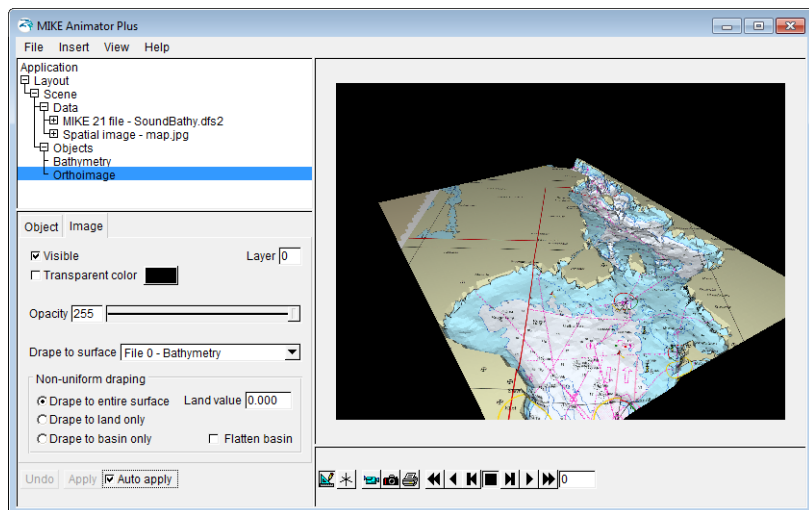 MIKE Animator Plus
File Insert View Help
Application
Layout
Scene
Data
MIKE 21 file - SoundBathy.dfs2
Spatial image - map.jpg
Objects
Bathymetry
Orthoimage
Object Image
Visible Layer 0
Transparent color
Opacity 255
Drape to surface File 0 - Bathymetry
Non-uniform draping
Drape to entire surface Land value 0.000
Drape to land only
Drape to basin only Flatten basin
Undo Apply Auto apply
0